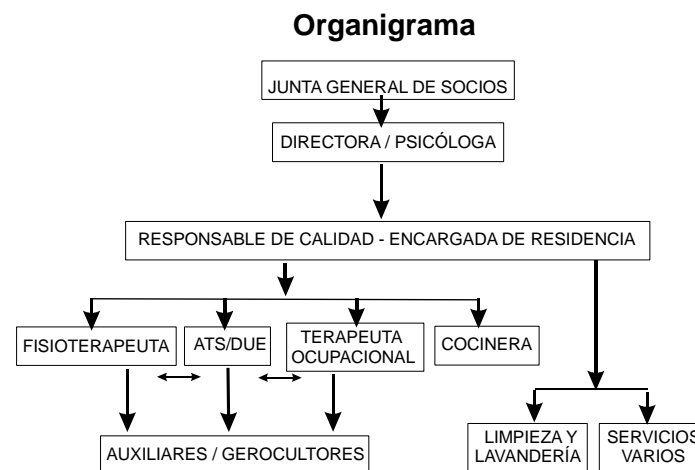 Organigrama
JUNTA GENERAL DE SOCIOS
DIRECTORA / PSICÓLOGA
RESPONSABLE DE CALIDAD - ENCARGADA DE RESIDENCIA
FISIOTERAPEUTA
ATS/DUE
TERAPEUTA
OCUPACIONAL
COCINERA
AUXILIARES / GEROCULTORES
LIMPIEZA Y
LAVANDERÍA
SERVICIOS
VARIOS